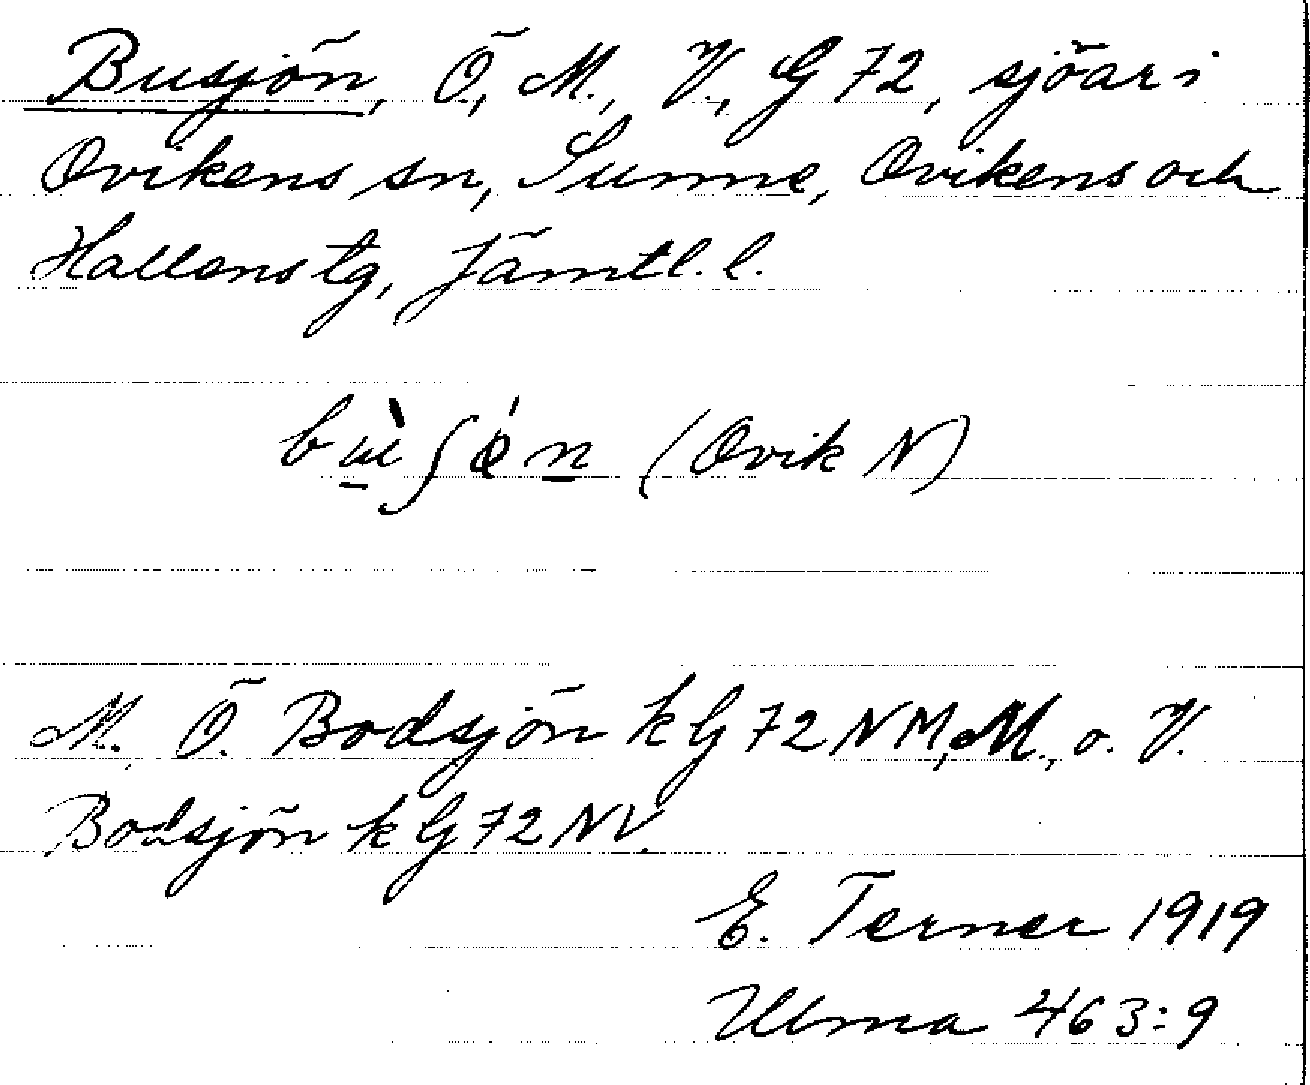 Busjön, Ö., M., V., G 72, sjöar i
Ovikens sn, Sunne, Ovikens och
Hallens tg, Jämtl. l.
(Ovik N)
M. Ö. Bodsjön k G 72 NM, M., o. V.
Bodsjön k G 72 NV.
E. Terner 1919
Ulma 463:9